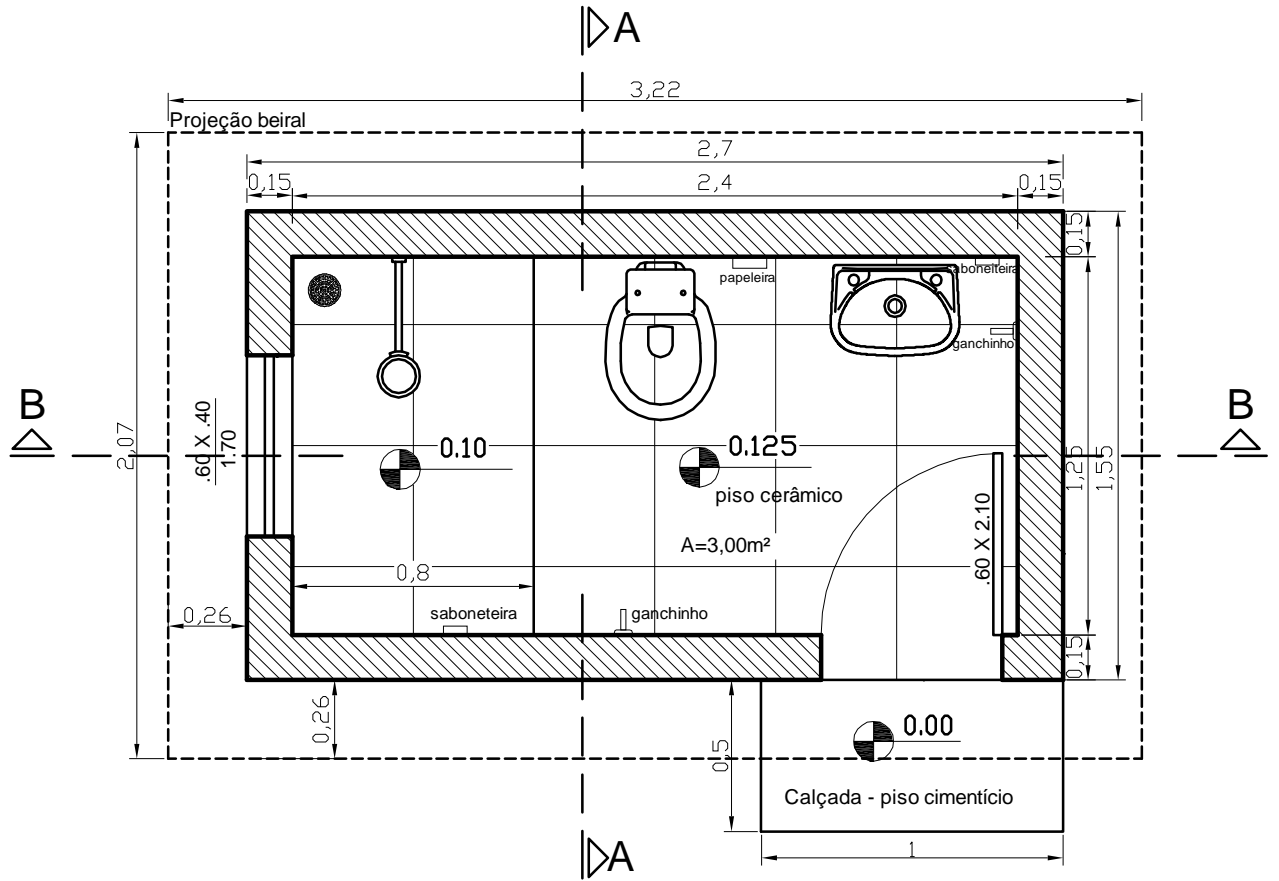 A
3,22
Projeção beiral
2,7
0,15
2,4
0,15
0,15
papeleira
sabonelteira
ganchinho
B
B
2,07
.60 X .40
1.70
0.10
0.125
piso cerâmico
1,25
1,55
.60 X 2.10
A=3,00m²
0,8
saboneteira
ganchinho
0,26
0,15
0,26
0.00
0,5
Calçada - piso cimentício
A
1